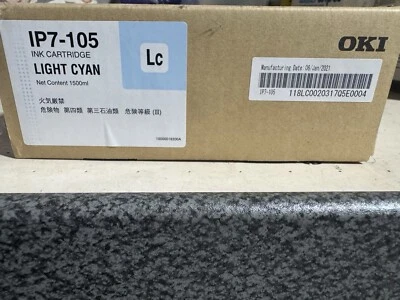 IP7-105
INK CARTRIDGE
LIGHT CYAN
Net Content 1500ml
Lc
火気厳禁
危険物 第四類 第三石油類 危険等級 (Ⅲ)
OKI
Manufacturing Date: 06/Jan/2021
IP7-105 118LC0020317Q5E0004